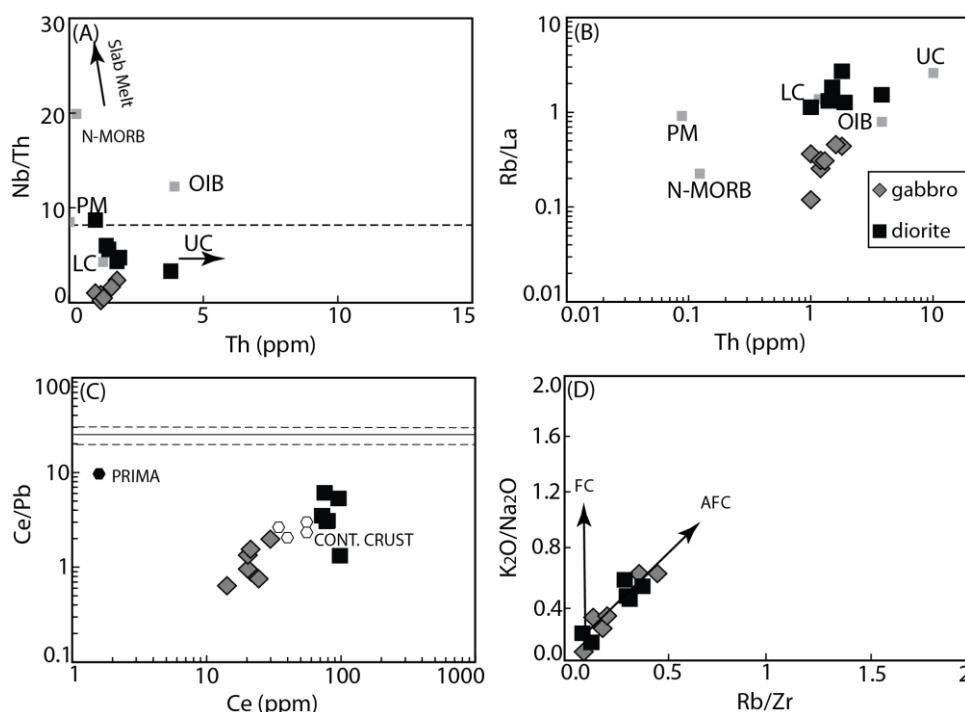 (A)
30
20
10
0
Nb/Th
Slab Melt
N-MORB
PM
OIB
UC
LC
0
5
10
15
Th (ppm)
(B)
10
1
0.1
0.01
Rb/La
UC
LC
OIB
PM
N-MORB
gabbro
diorite
0.01
0.1
1
10
Th (ppm)
(C)
100
10
1
0.1
Ce/Pb
PRIMA
CONT. CRUST
1
10
100
1000
Ce (ppm)
(D)
2.0
1.6
1.2
0.8
0.4
0.0
K₂O/Na₂O
FC
AFC
0.0
0.5
1
1.5
2
Rb/Zr